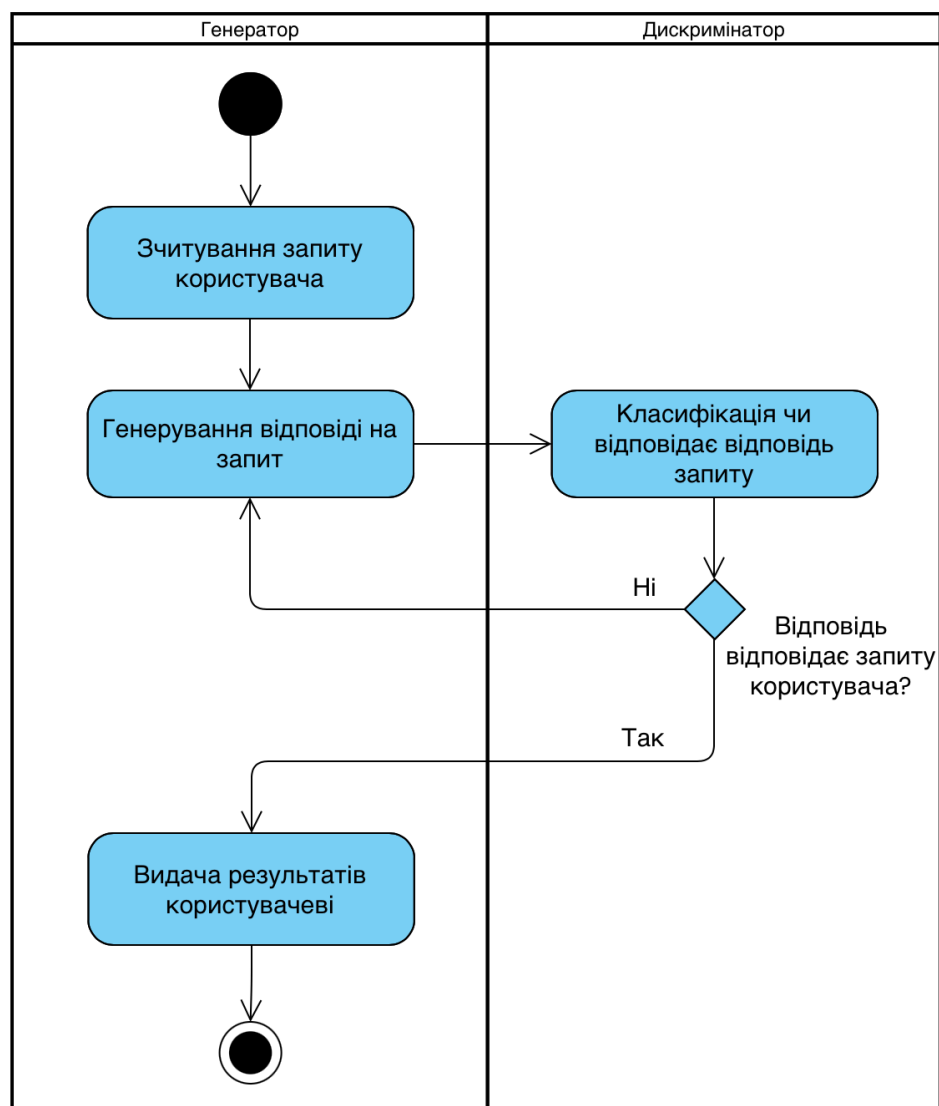 Генератор
Дискримінатор
Зчитування запиту
користувача
Генерування відповіді на
запит
Класифікація чи
відповідає відповідь
запиту
Ні
Відповідь
відповідає запиту
користувача?
Так
Видача результатів
користувачеві